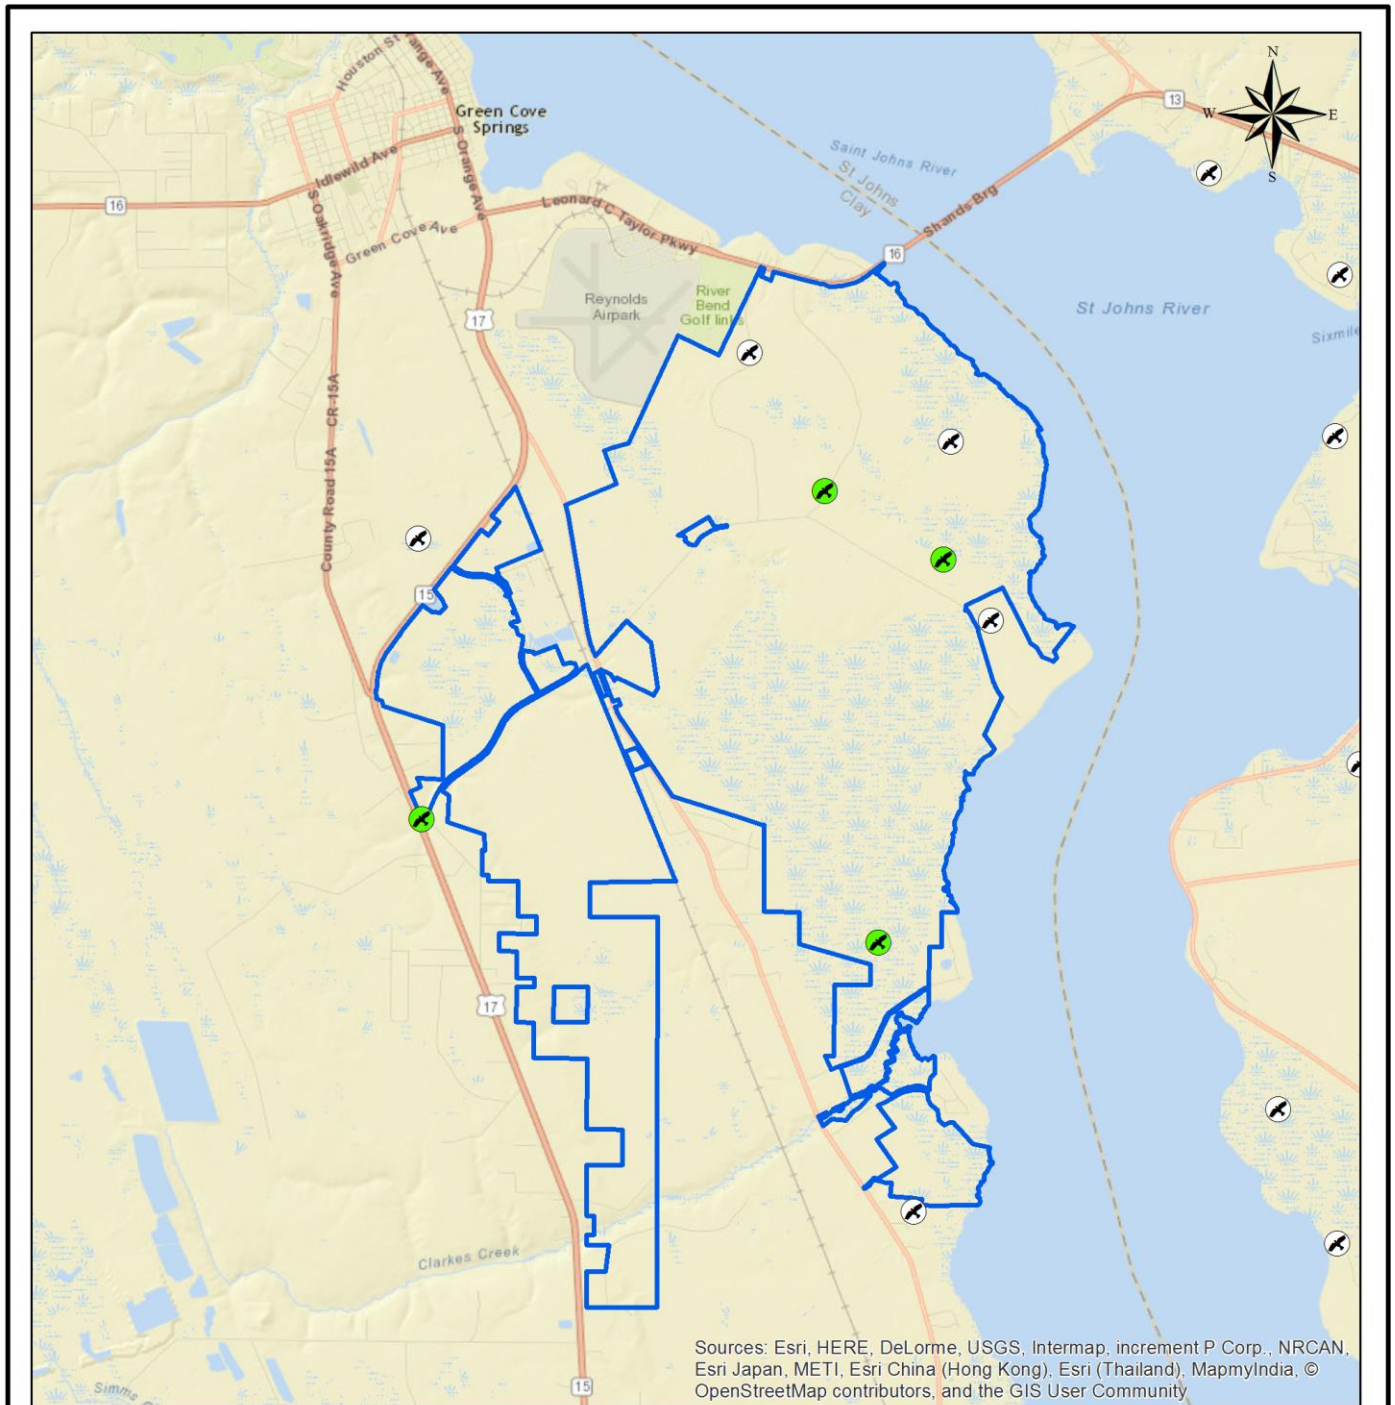 Houston St
Orange Ave
N
Green Cove
Springs
13
W
E
S Orange Ave
Saint Johns River
St Johns
Clay
Idlewild Ave
S
16
S Oakridge Ave
Leonard C Taylor Pkwy
Shands Brg
Green Cove Ave
16
Reynolds
Airpark
River
Bend
Golf links
St Johns River
17
Sixmile
County Road 15A CR-15A
15
17
Clarkes Creek
Sources: Esri, HERE, DeLorme, USGS, Intermap, increment P Corp., NRCAN,
Esri Japan, METI, Esri China (Hong Kong), Esri (Thailand), MapmyIndia, ©
OpenStreetMap contributors, and the GIS User Community
15
Simms